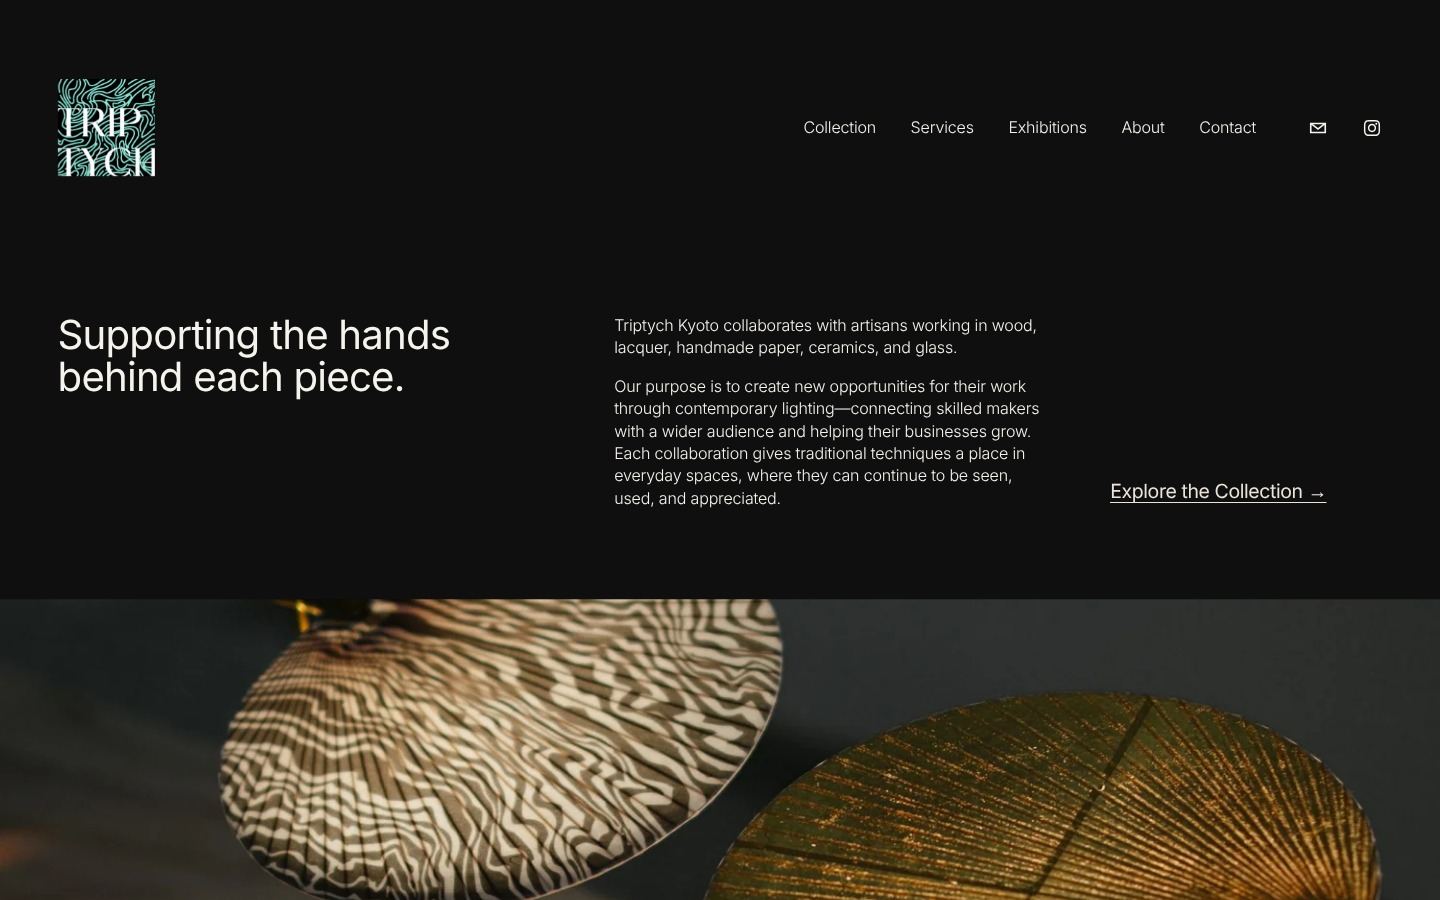 TRIP
TYCH
Collection
Services
Exhibitions
About
Contact
Supporting the hands
behind each piece.
Triptych Kyoto collaborates with artisans working in wood,
lacquer, handmade paper, ceramics, and glass.
Our purpose is to create new opportunities for their work
through contemporary lighting—connecting skilled makers
with a wider audience and helping their businesses grow.
Each collaboration gives traditional techniques a place in
everyday spaces, where they can continue to be seen,
used, and appreciated.
Explore the Collection →